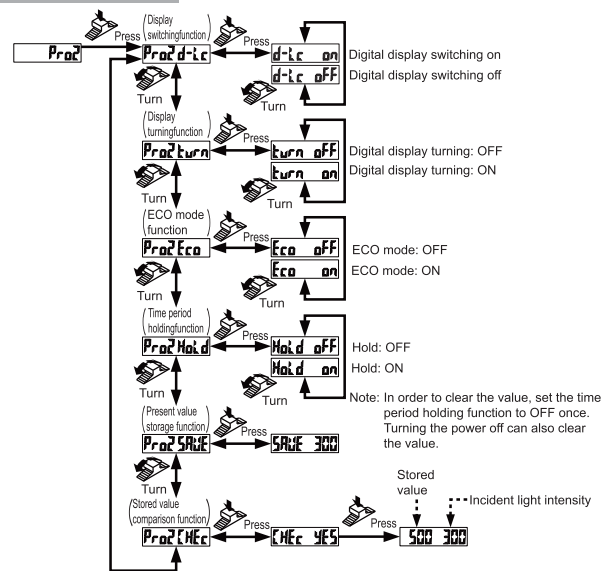 (Display
switchingfunction)
Press
Press
Pro2
Pro2 d-ic
d-ic on
Digital display switching on
d-ic oFF
Digital display switching off
Turn
Turn
(Display
turningfunction)
Press
Pro2 turn
turn oFF
Digital display turning: OFF
turn on
Digital display turning: ON
Turn
Turn
(ECO mode
function)
Press
Pro2 Eco
Eco oFF
ECO mode: OFF
Eco on
ECO mode: ON
Turn
Turn
(Time period
holdingfunction)
Press
Pro2 Hold
Hold oFF
Hold: OFF
Hold on
Hold: ON
Turn
Turn
Note: In order to clear the value, set the time
period holding function to OFF once.
Turning the power off can also clear
the value.
(Present value
storage function)
Press
Pro2 SAVE
SAVE 300
Turn
(Stored value
comparison function)
Press
Press
Stored
value
Incident light intensity
Pro2 CHEc
CHEc YES
500 300